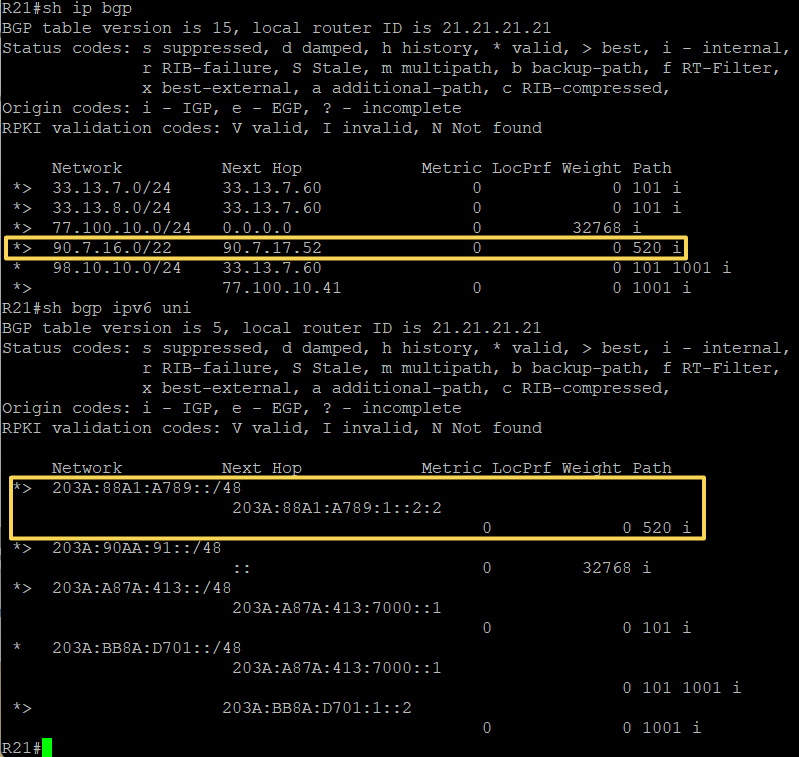 R21#sh ip bgp
BGP table version is 15, local router ID is 21.21.21.21
Status codes: s suppressed, d damped, h history, * valid, > best, i - internal,
              r RIB-failure, S Stale, m multipath, b backup-path, f RT-Filter,
              x best-external, a additional-path, c RIB-compressed,
Origin codes: i - IGP, e - EGP, ? - incomplete
RPKI validation codes: V valid, I invalid, N Not found

     Network          Next Hop            Metric LocPrf Weight Path
 *>  33.13.7.0/24     33.13.7.60               0             0 101 i
 *>  33.13.8.0/24     33.13.7.60               0             0 101 i
 *>  77.100.10.0/24   0.0.0.0                  0         32768 i
 *>  90.7.16.0/22     90.7.17.52               0             0 520 i
 *   98.10.10.0/24    33.13.7.60                             0 101 1001 i
 *>                   77.100.10.41             0             0 1001 i
R21#sh bgp ipv6 uni
BGP table version is 5, local router ID is 21.21.21.21
Status codes: s suppressed, d damped, h history, * valid, > best, i - internal,
              r RIB-failure, S Stale, m multipath, b backup-path, f RT-Filter,
              x best-external, a additional-path, c RIB-compressed,
Origin codes: i - IGP, e - EGP, ? - incomplete
RPKI validation codes: V valid, I invalid, N Not found

     Network          Next Hop            Metric LocPrf Weight Path
 *>  203A:88A1:A789::/48
                       203A:88A1:A789:1::2:2
                                                0             0 520 i
 *>  203A:90AA:91::/48
                       ::                       0         32768 i
 *>  203A:A87A:413::/48
                       203A:A87A:413:7000::1
                                                0             0 101 i
 *   203A:BB8A:D701::/48
                       203A:A87A:413:7000::1
                                                              0 101 1001 i
 *>                   203A:BB8A:D701:1::2
                                                0             0 1001 i
R21#